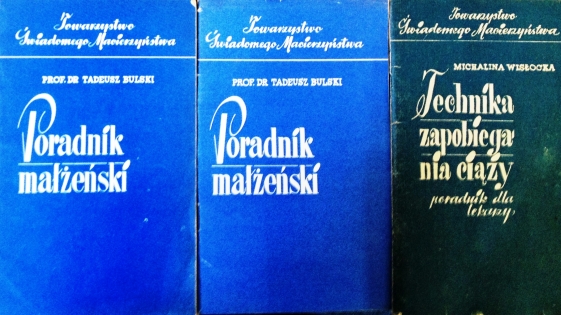 Towarzystwo
Świadomego Macierzyństwa
PROF. DR TADEUSZ BULSKI
Poradnik
małżeński
Towarzystwo
Świadomego Macierzyństwa
PROF. DR TADEUSZ BULSKI
Poradnik
małżeński
Towarzystwo
Świadomego Macierzyństwa
MICHALINA WISŁOCKA
Technika
zapobiega
nia ciąży
poradnik dla
lekarzy